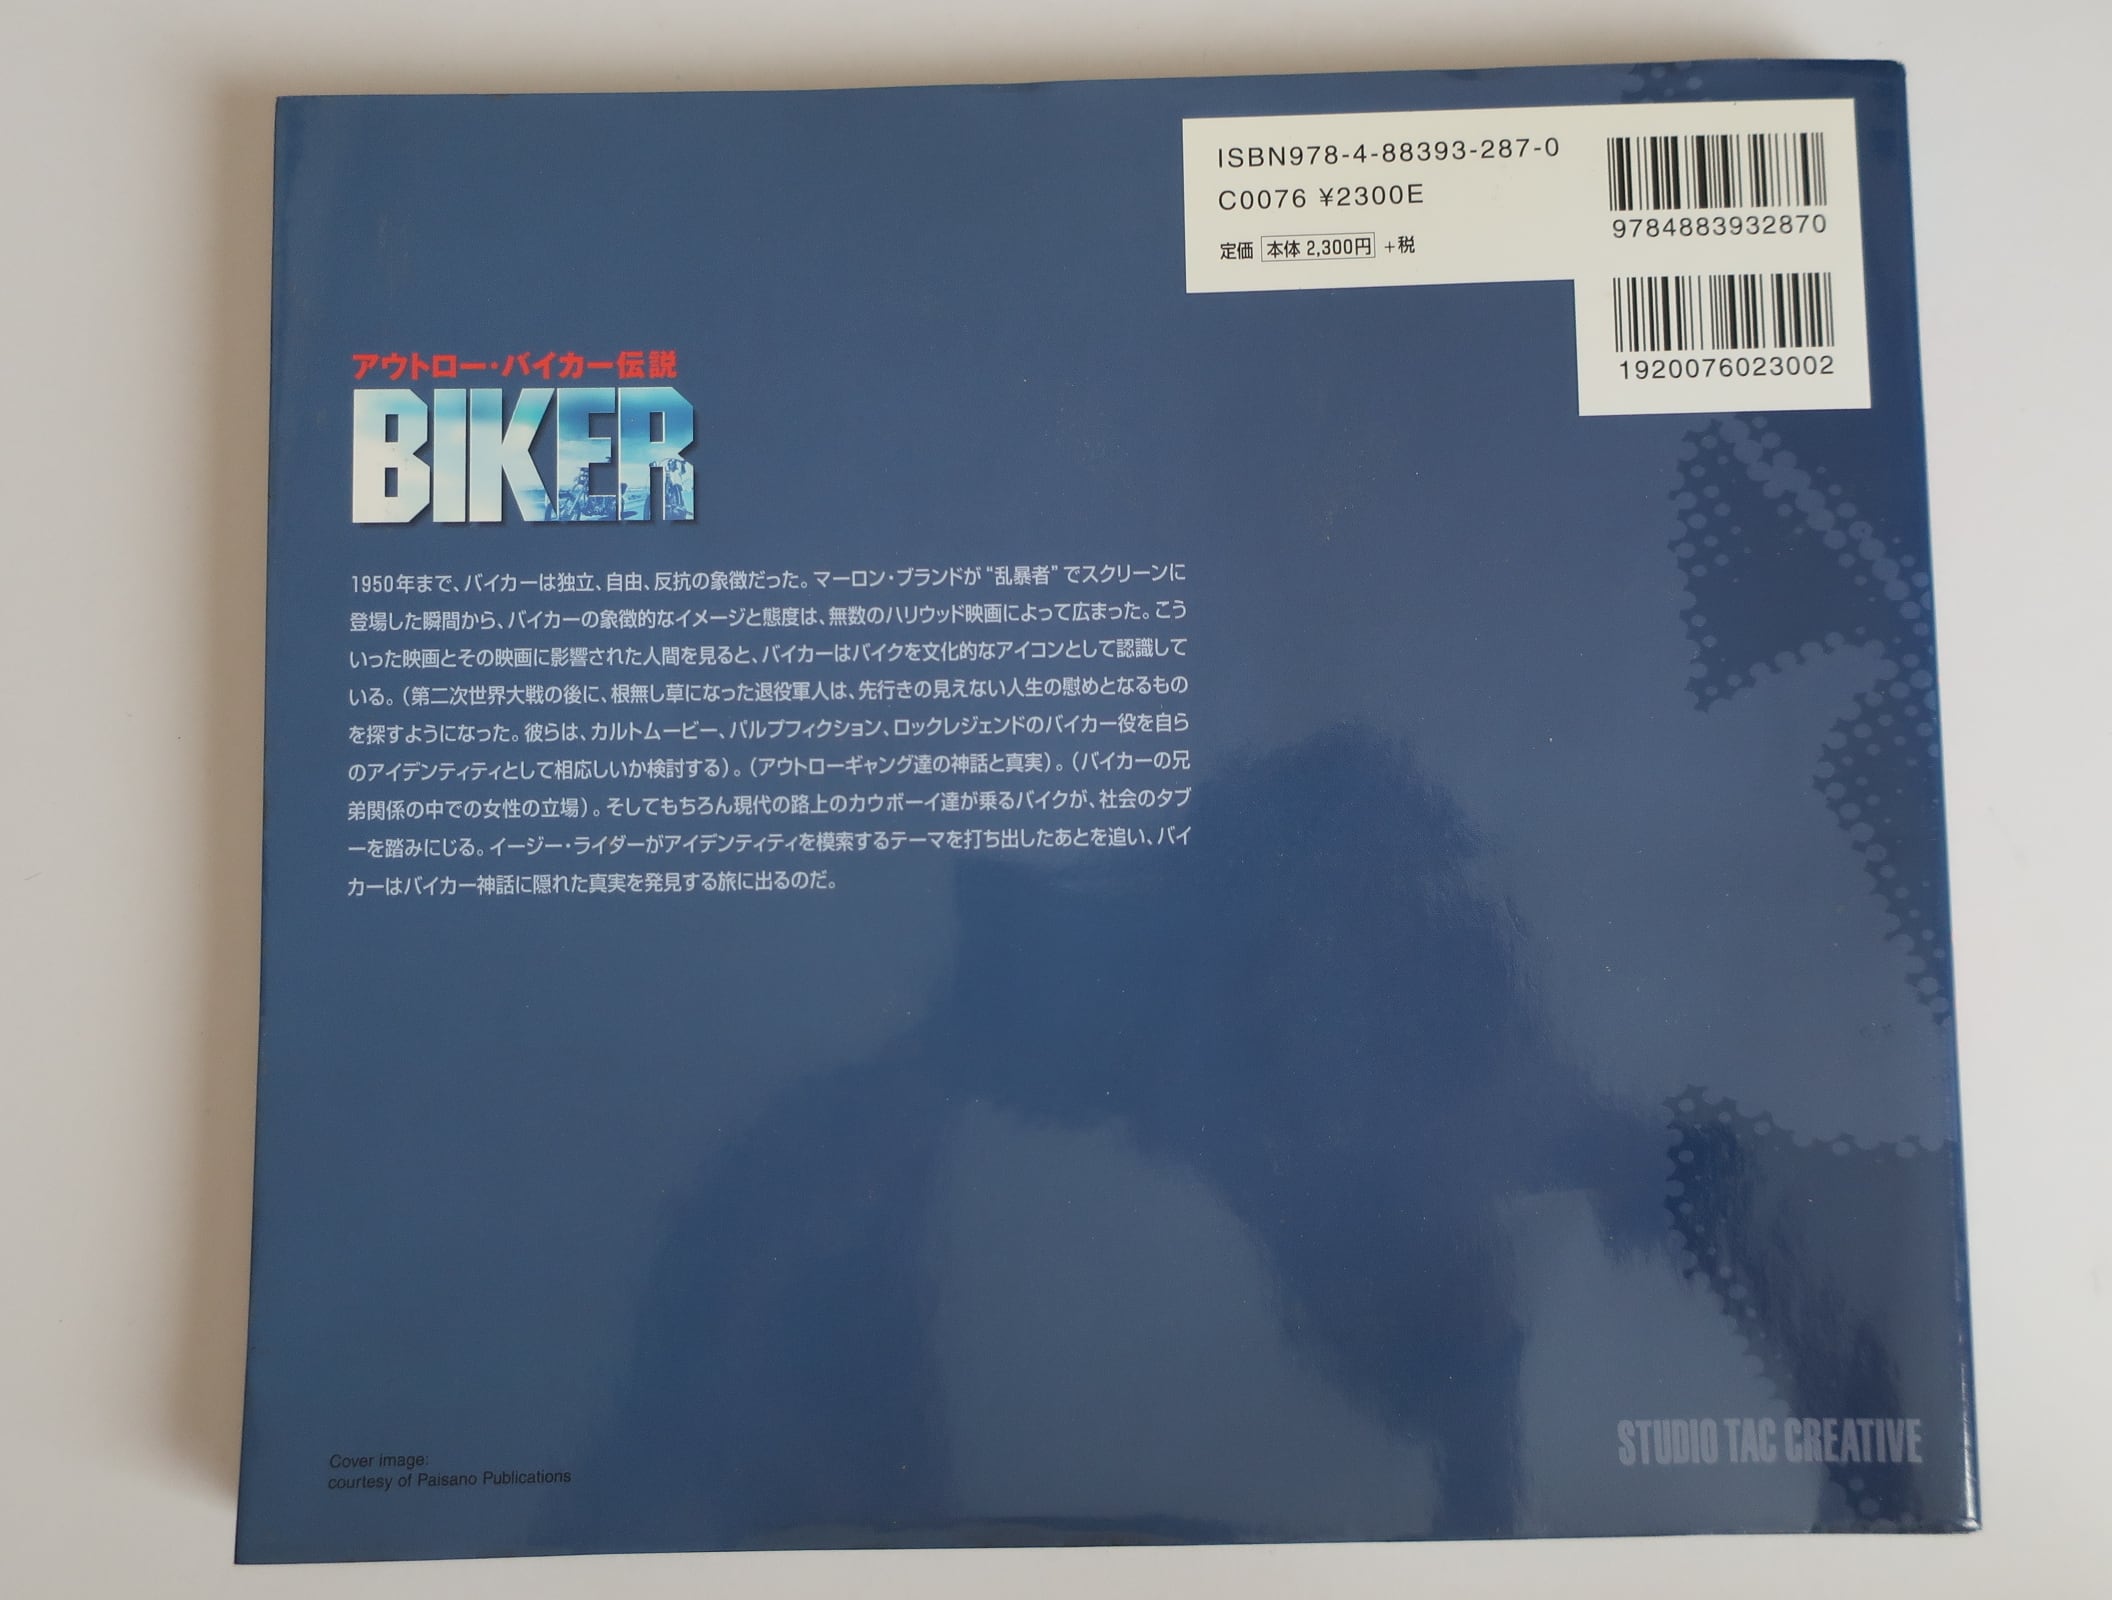 ISBN978-4-88393-287-0
C0076 ¥2300E
定価 本体 2,300円 +税
9784883932870
1920076023002
アウトロー・バイカー伝説
BIKER
1950年まで、バイカーは独立、自由、反抗の象徴だった。マーロン・ブランドが“乱暴者”でスクリーンに
登場した瞬間から、バイカーの象徴的なイメージと態度は、無数のハリウッド映画によって広まった。こう
いった映画とその映画に影響された人間を見ると、バイカーはバイクを文化的なアイコンとして認識して
いる。（第二次世界大戦の後に、根無し草になった退役軍人は、先行きの見えない人生の慰めとなるもの
を探すようになった。彼らは、カルトムービー、パルプフィクション、ロックレジェンドのバイカー役を自ら
のアイデンティティとして相応しいか検討する）。（アウトローギャング達の神話と真実）。（バイカーの兄
弟関係の中での女性の立場）。そしてもちろん現代の路上のカウボーイ達が乗るバイクが、社会のタブ
ーを踏みにじる。イージー・ライダーがアイデンティティを模索するテーマを打ち出したあとを追い、バイ
カーはバイカー神話に隠れた真実を発見する旅に出るのだ。
Cover image:
courtesy of Paisano Publications
STUDIO TAC CREATIVE